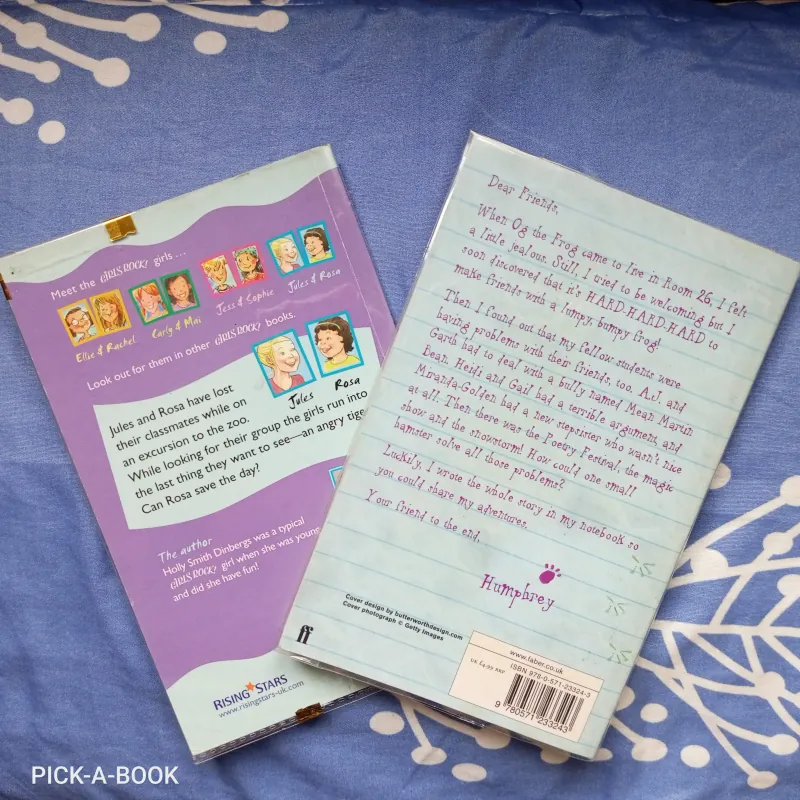 Meet the GIRLS ROCK! girls...
Ellie & Rachel
Carly & Mai
Jess & Sophie
Jules & Rosa
Look out for them in other GIRLS ROCK! books.
Jules
Rosa
Jules and Rosa have lost
their classmates while on
an excursion to the zoo.
While looking for their group the girls run into
the last thing they want to see—an angry tige
Can Rosa save the day?
The author
Holly Smith Dinbergs was a typical
GIRLS ROCK! girl when she was young
and did she have fun!
RISING STARS
www.risingstars-uk.com
Dear Friends,
When Og the Frog came to live in Room 26, I felt
a little jealous. Still, I tried to be welcoming but I
soon discovered that it's HARD-HARD-HARD to
make friends with a lumpy, bumpy frog!
Then I found out that my fellow students were
having problems with their friends, too. A.J. and
Garth had to deal with a bully named Mean Martin
Bean, Heidi and Gail had a terrible argument, and
Miranda-Golden had a new stepsister who wasn't nice
at all. Then there was the Poetry Festival, the magic
show and the snowstorm! How could one small
hamster solve all those problems?
Luckily, I wrote the whole story in my notebook so
you could share my adventures.
Your friend to the end,
Humphrey
Cover design by butterworthdesign.com
Cover photograph © Getty Images
ff
www.faber.co.uk
UK £4.99 RRP
ISBN 978-0-571-23324-3
9 780571 233243
PICK-A-BOOK